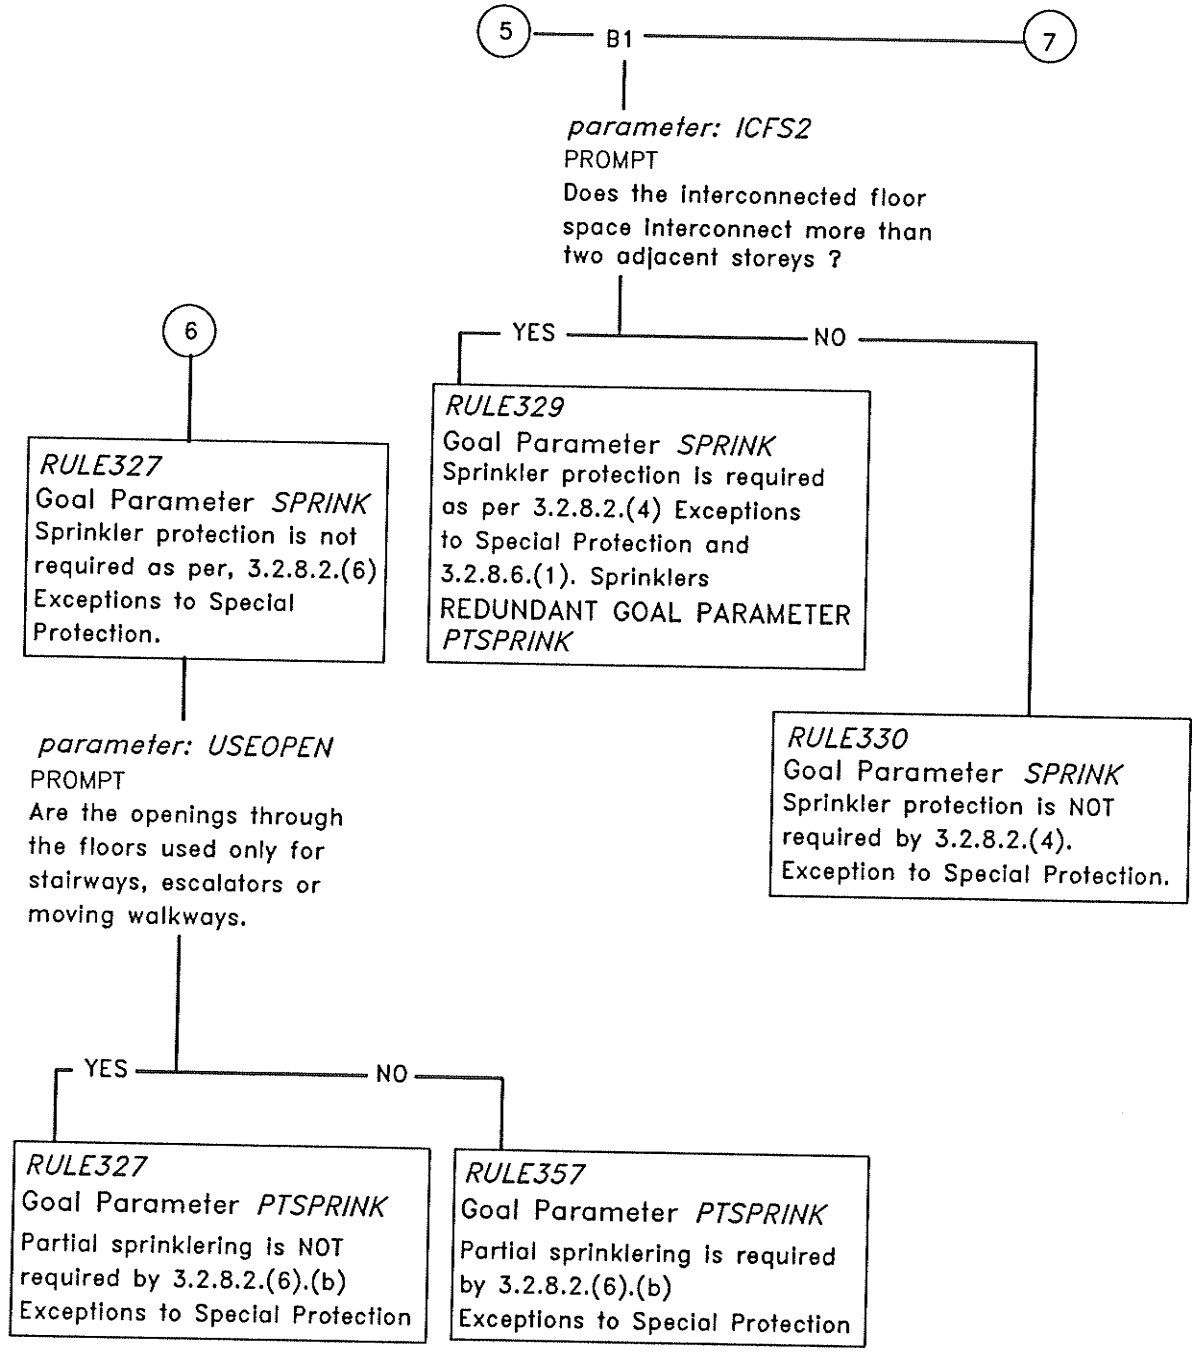 5
B1
7
parameter: ICFS2
PROMPT
Does the interconnected floor
space interconnect more than
two adjacent storeys ?
YES
NO
6
RULE329
Goal Parameter SPRINK
Sprinkler protection is required
as per 3.2.8.2.(4) Exceptions
to Special Protection and
3.2.8.6.(1). Sprinklers
REDUNDANT GOAL PARAMETER
PTSPRINK
RULE327
Goal Parameter SPRINK
Sprinkler protection is not
required as per, 3.2.8.2.(6)
Exceptions to Special
Protection.
RULE330
Goal Parameter SPRINK
Sprinkler protection is NOT
required by 3.2.8.2.(4).
Exception to Special Protection.
parameter: USEOPEN
PROMPT
Are the openings through
the floors used only for
stairways, escalators or
moving walkways.
YES
NO
RULE327
Goal Parameter PTSPRINK
Partial sprinklering is NOT
required by 3.2.8.2.(6).(b)
Exceptions to Special Protection
RULE357
Goal Parameter PTSPRINK
Partial sprinklering is required
by 3.2.8.2.(6).(b)
Exceptions to Special Protection